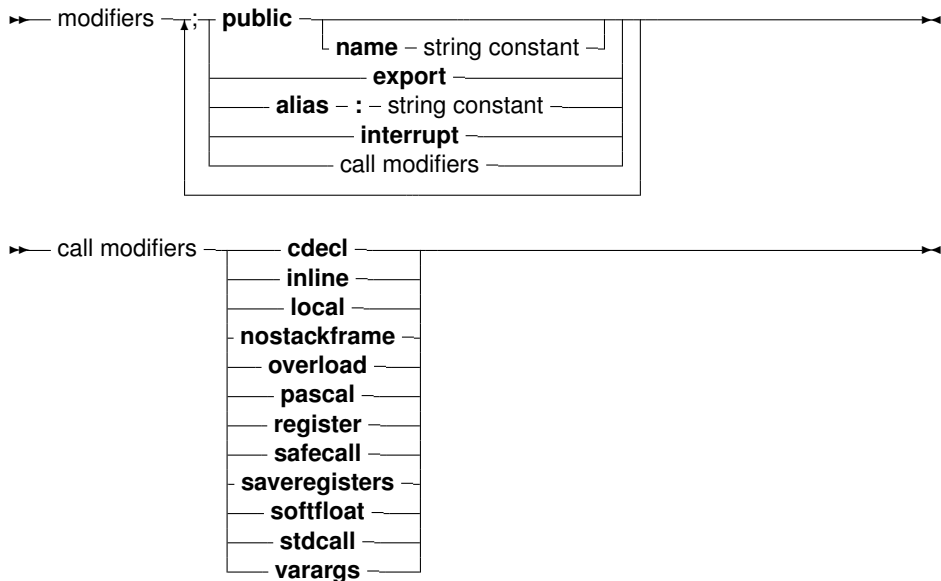 modifiers ; public
name string constant
export
alias : string constant
interrupt
call modifiers
call modifiers cdecl
inline
local
nostackframe
overload
pascal
register
safecall
saveregisters
softfloat
stdcall
varargs